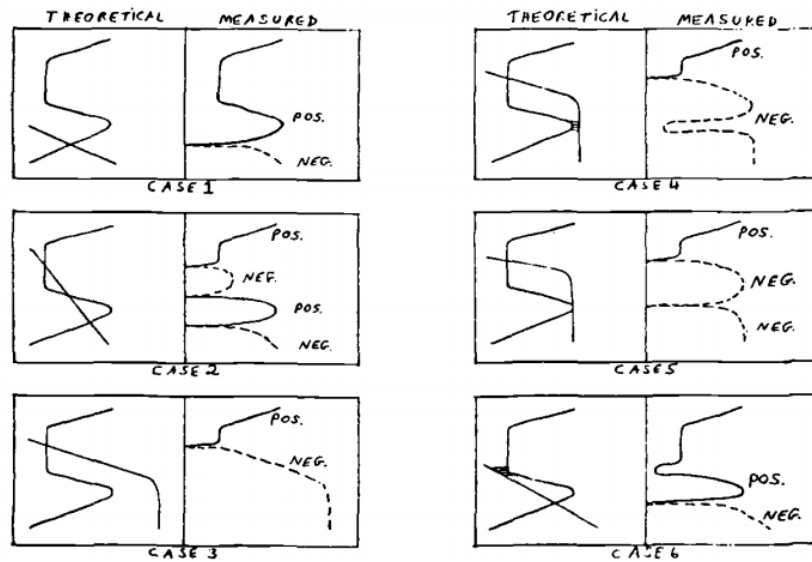 THEORETICAL MEASURED
POS.
NEG.
CASE 1
POS.
NEG.
POS.
NEG.
CASE 2
POS.
NEG.
CASE 3
THEORETICAL MEASURED
POS.
NEG.
CASE 4
POS.
NEG.
NEG.
CASE 5
POS.
NEG.
CASE 6